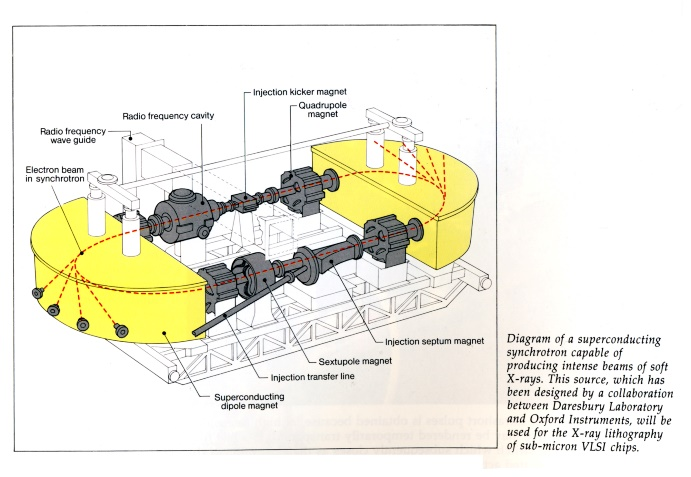 Injection kicker magnet
Quadrupole
magnet
Radio frequency cavity
Radio frequency
wave guide
Electron beam
in synchrotron
Injection septum magnet
Sextupole magnet
Injection transfer line
Superconducting
dipole magnet
Diagram of a superconducting
synchrotron capable of
producing intense beams of soft
X-rays. This source, which has
been designed by a collaboration
between Daresbury Laboratory
and Oxford Instruments, will be
used for the X-ray lithography
of sub-micron VLSI chips.